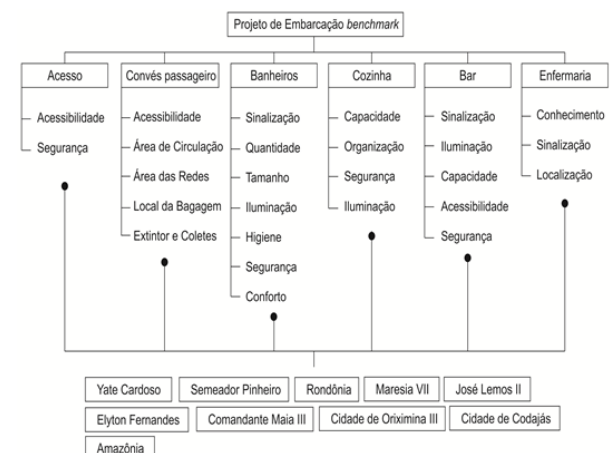 Projeto de Embarcação benchmark
Acesso
Acessibilidade
Segurança
Convés passageiro
Acessibilidade
Área de Circulação
Área das Redes
Local da Bagagem
Extintor e Coletes
Banheiros
Sinalização
Quantidade
Tamanho
Iluminação
Higiene
Segurança
Conforto
Cozinha
Capacidade
Organização
Segurança
Iluminação
Bar
Sinalização
Iluminação
Capacidade
Acessibilidade
Segurança
Enfermaria
Conhecimento
Sinalização
Localização
Yate Cardoso
Semeador Pinheiro
Rondônia
Maresia VII
José Lemos II
Elyton Fernandes
Comandante Maia III
Cidade de Oriximina III
Cidade de Codajás
Amazônia